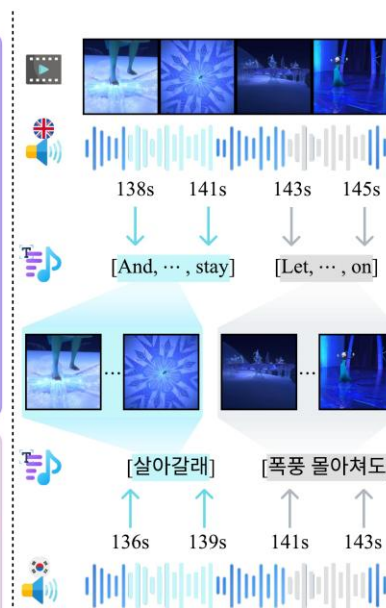 138s 141s 143s 145s
T
[And, ⋯ , stay] [Let, ⋯ , on]
⋯ ⋯
T
[살아갈래] [폭풍 몰아쳐도
136s 139s 141s 143s